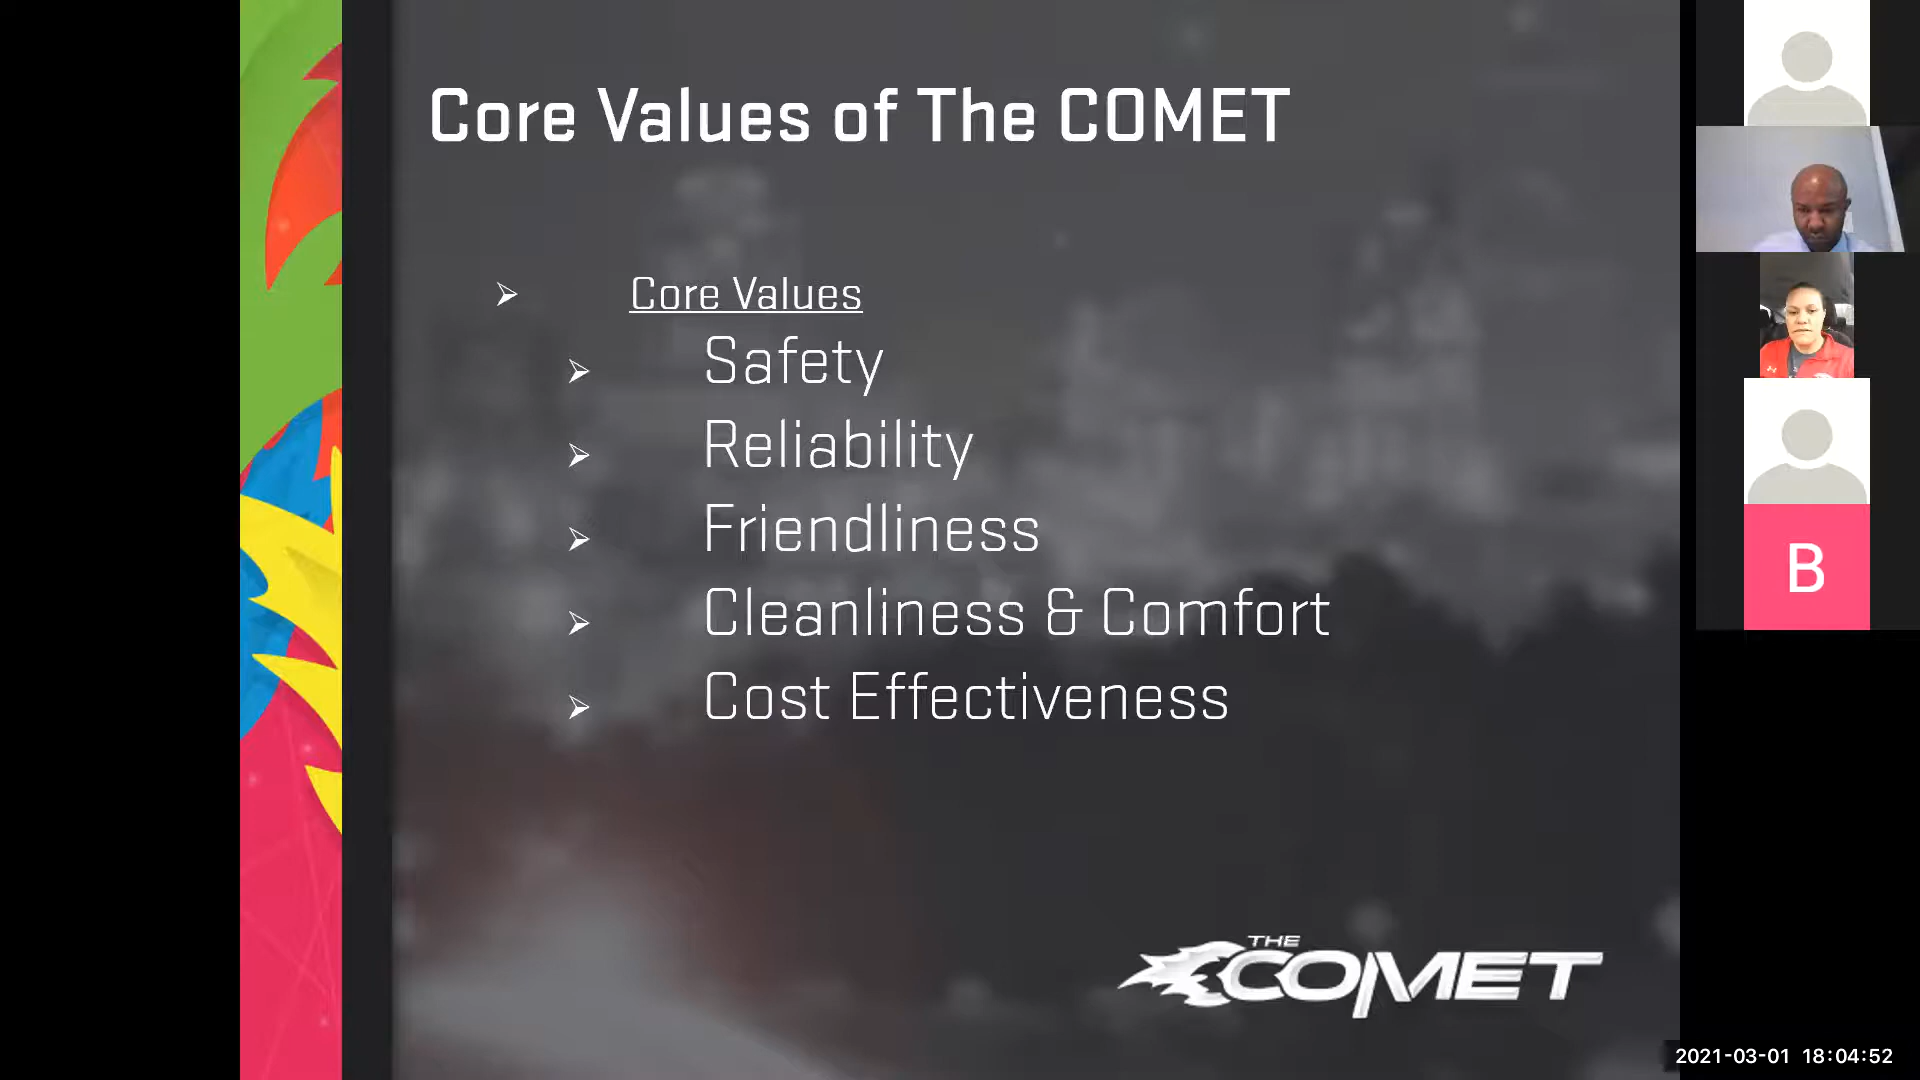 Core Values of The COMET
➢ Core Values
➢ Safety
➢ Reliability
➢ Friendliness
➢ Cleanliness & Comfort
➢ Cost Effectiveness
B
THE
COMET
2021-03-01 18:04:52